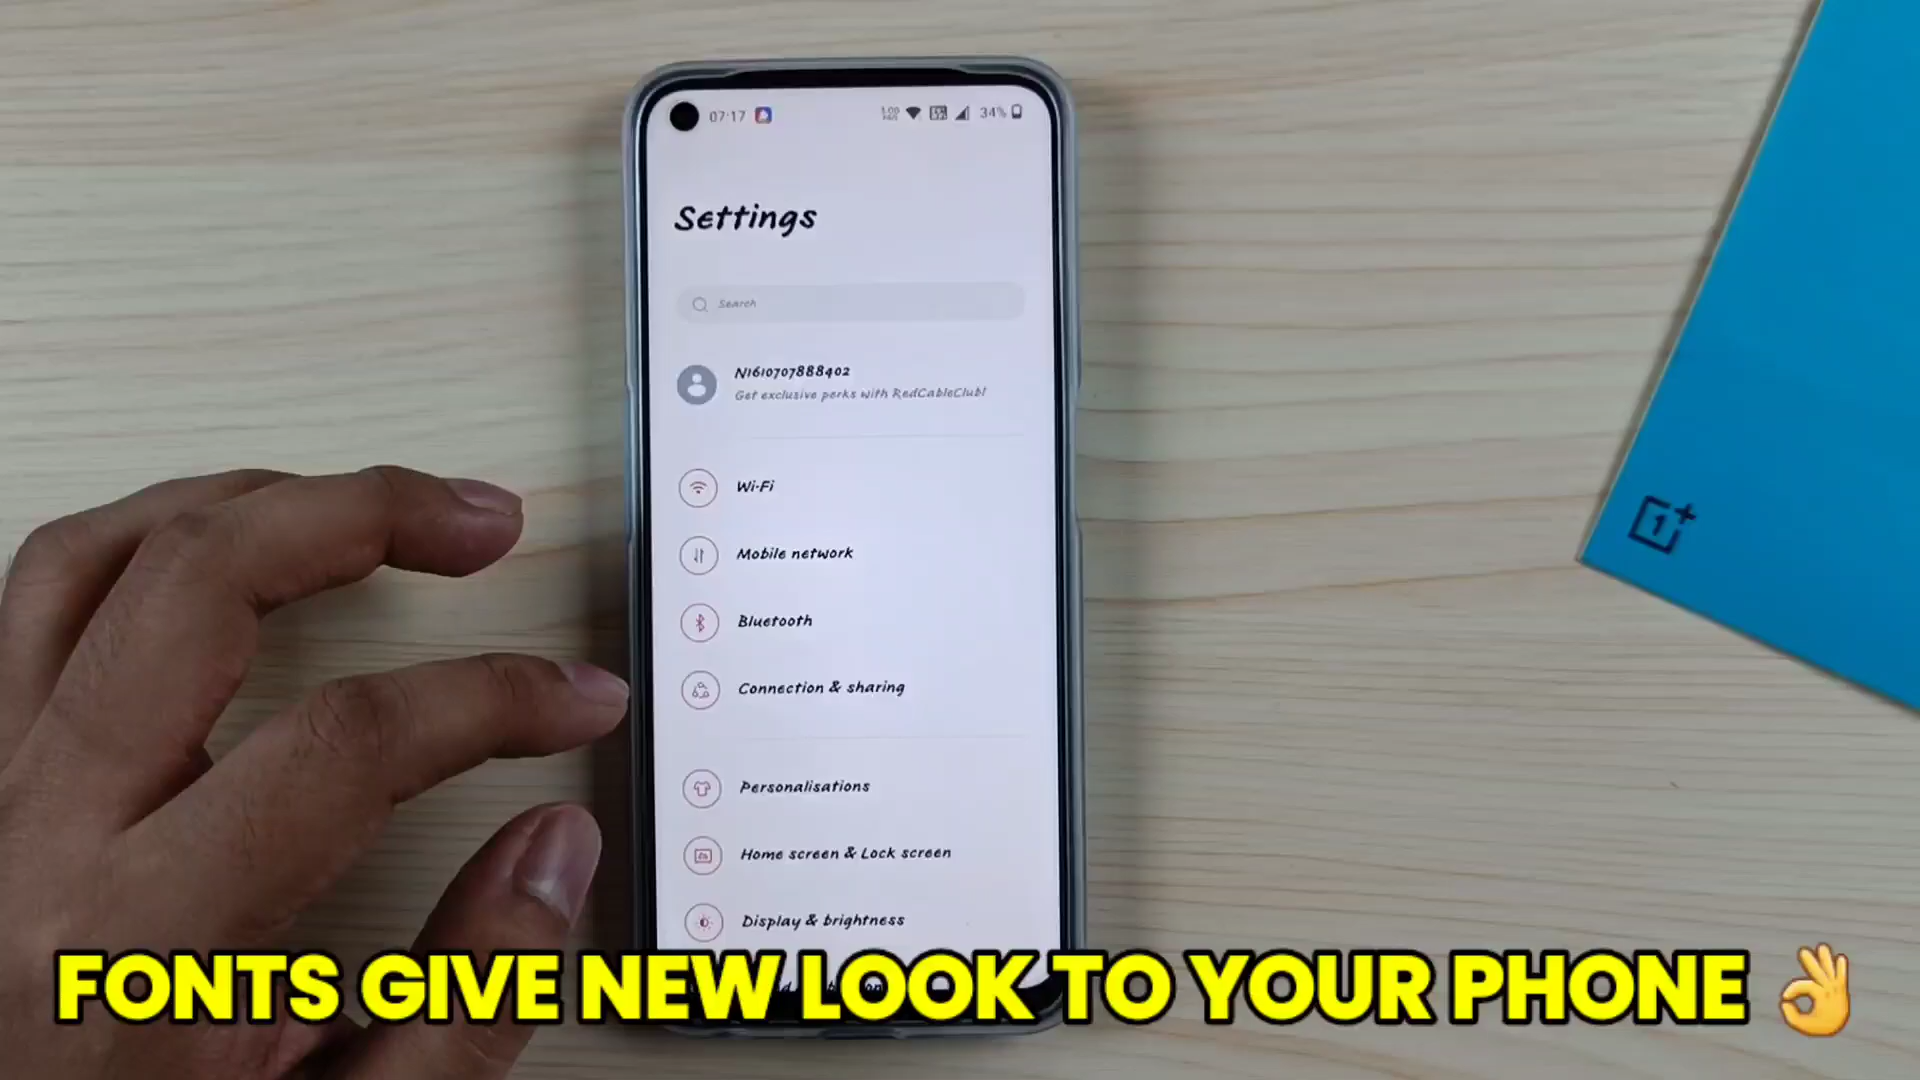 07:17
34%
Settings
Search
N1610707888402
Get exclusive perks with RedCableClub!
Wi-Fi
Mobile network
Bluetooth
Connection & sharing
Personalisations
Home screen & Lock screen
Display & brightness
FONTS GIVE NEW LOOK TO YOUR PHONE 👌
1+